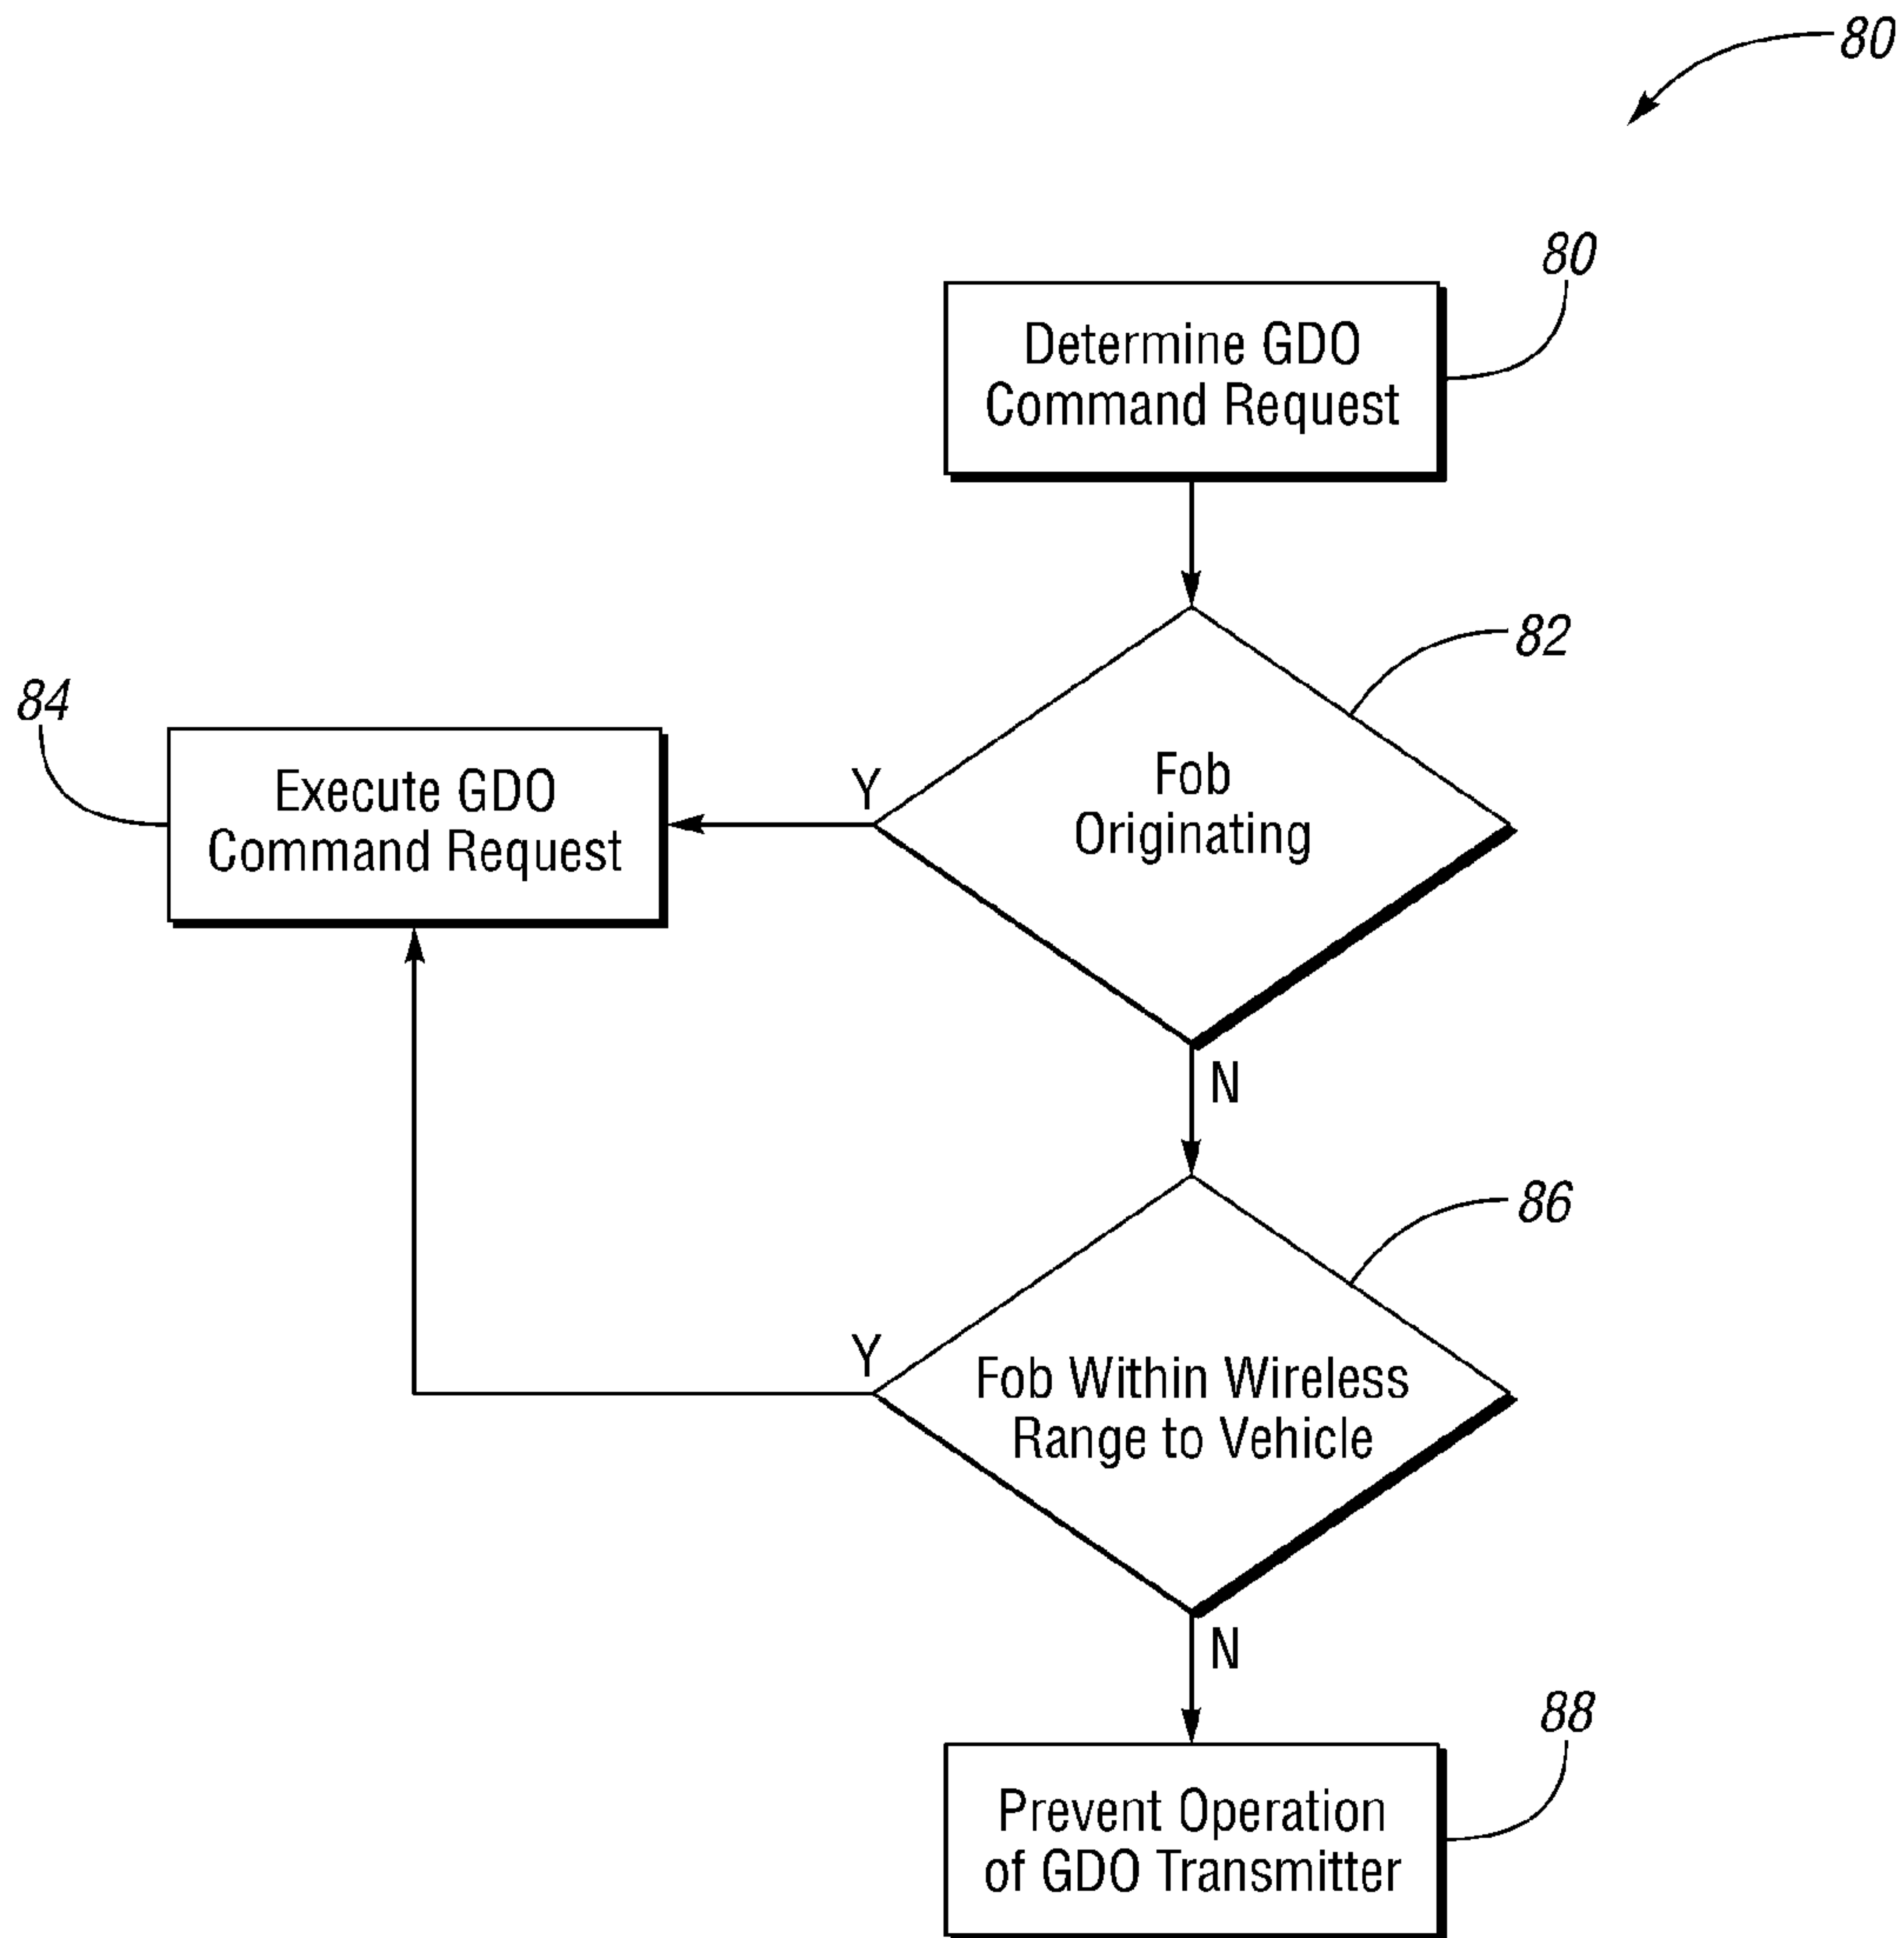 80
80
Determine GDO
Command Request
82
Fob
Originating
Y
84
Execute GDO
Command Request
N
86
Fob Within Wireless
Range to Vehicle
Y
N
88
Prevent Operation
of GDO Transmitter